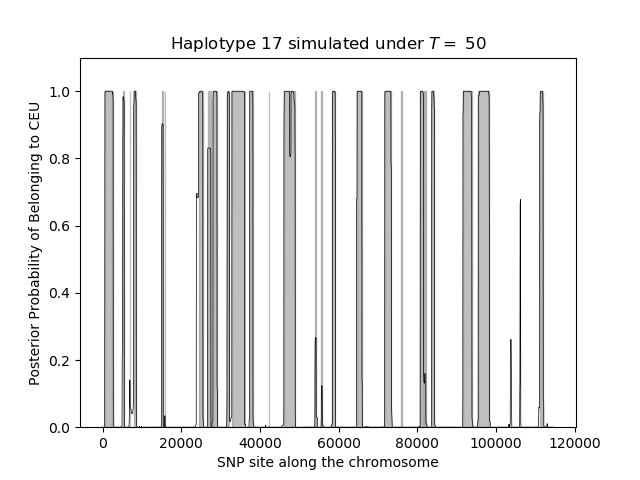 Haplotype 17 simulated under T = 50
Posterior Probability of Belonging to CEU
1.0
0.8
0.6
0.4
0.2
0.0
0 20000 40000 60000 80000 100000 120000
SNP site along the chromosome